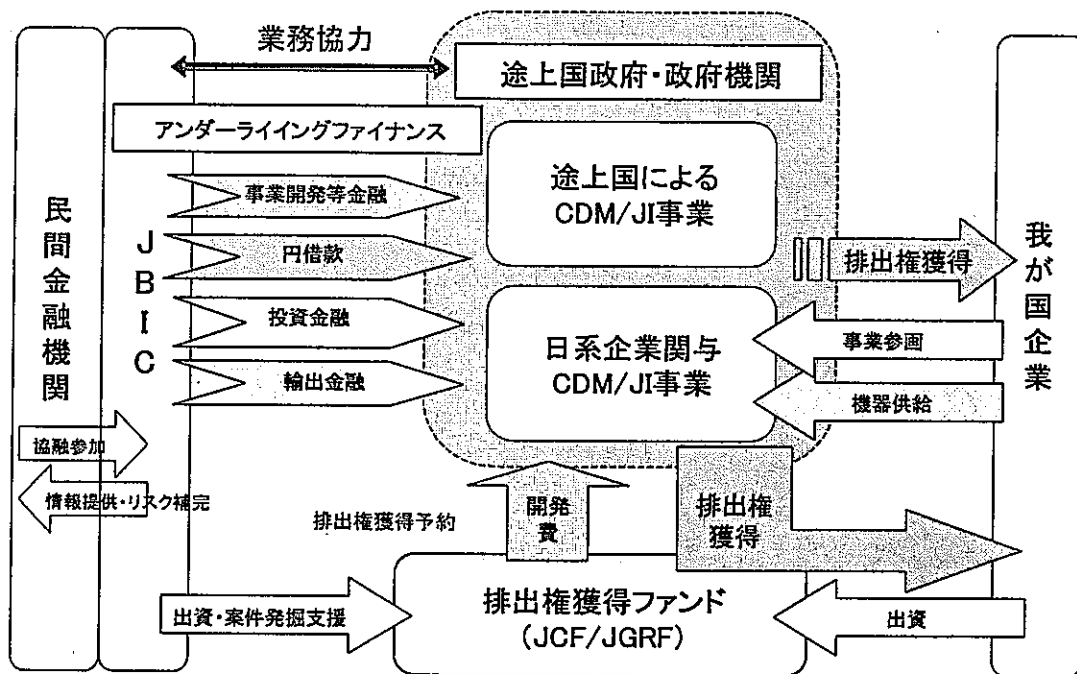 業務協力
途上国政府・政府機関
アンダーライイングファイナンス
民間金融機関
JBIC
事業開発等金融
円借款
投資金融
輸出金融
途上国による
CDM/JI事業
日系企業関与
CDM/JI事業
排出権獲得
事業参画
機器供給
我が国企業
協融参加
情報提供・リスク補完
排出権獲得予約
開発
費
排出権
獲得
出資・案件発掘支援
排出権獲得ファンド
(JCF/JGRF)
出資